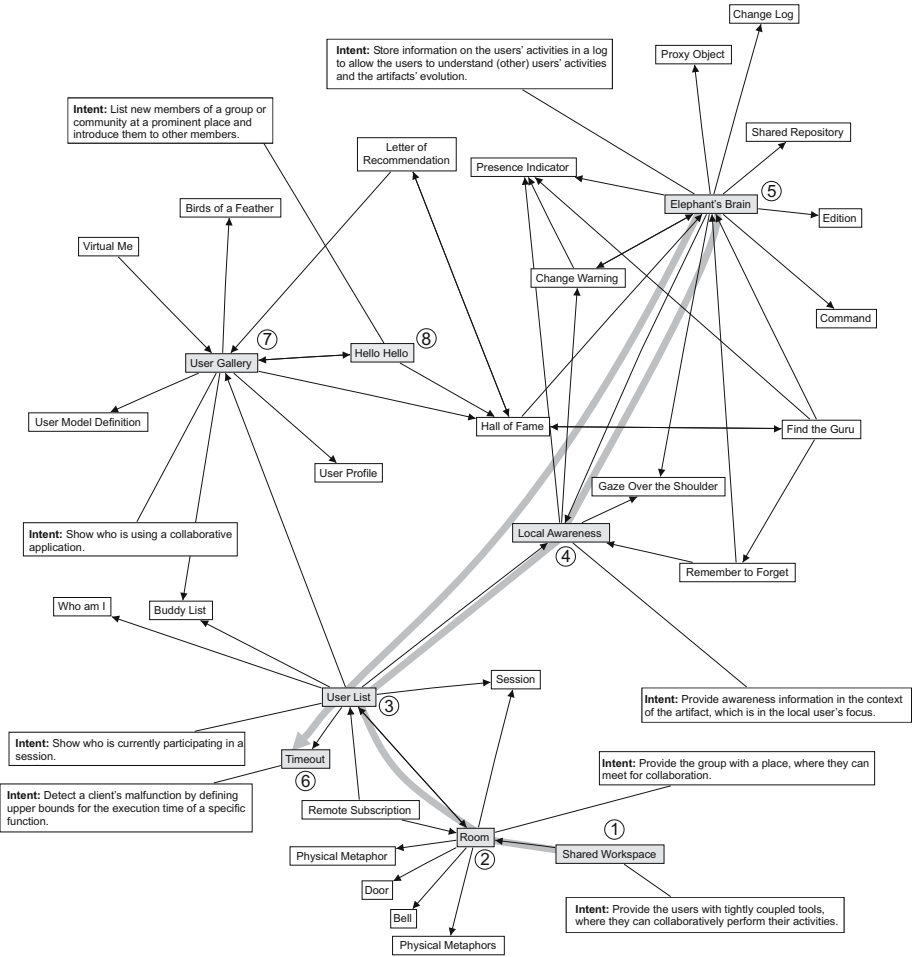 Change Log
Intent: Store information on the users' activities in a log
to allow the users to understand (other) users' activities
and the artifacts' evolution.
Proxy Object
Intent: List new members of a group or
community at a prominent place and
introduce them to other members.
Letter of
Recommendation
Shared Repository
Presence Indicator
5
Elephant's Brain
Birds of a Feather
Edition
Virtual Me
Change Warning
Command
7
8
User Gallery
Hello Hello
User Model Definition
Hall of Fame
Find the Guru
User Profile
Gaze Over the Shoulder
Intent: Show who is using a collaborative
application.
Local Awareness
4
Remember to Forget
Who am I
Buddy List
Session
User List
3
Intent: Provide awareness information in the context
of the artifact, which is in the local user's focus.
Intent: Show who is currently participating in a
session.
Timeout
6
Intent: Provide the group with a place, where they can
meet for collaboration.
Intent: Detect a client's malfunction by defining
upper bounds for the execution time of a specific
function.
Remote Subscription
1
Room
2
Shared Workspace
Physical Metaphor
Door
Bell
Intent: Provide the users with tightly coupled tools,
where they can collaboratively perform their activities.
Physical Metaphors